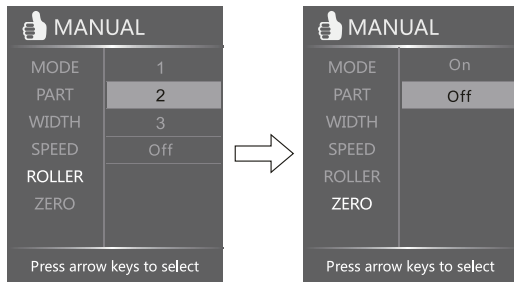 MANUAL
MODE 1
PART 2
WIDTH 3
SPEED Off
ROLLER
ZERO
Press arrow keys to select
MANUAL
MODE On
PART Off
WIDTH
SPEED
ROLLER
ZERO
Press arrow keys to select